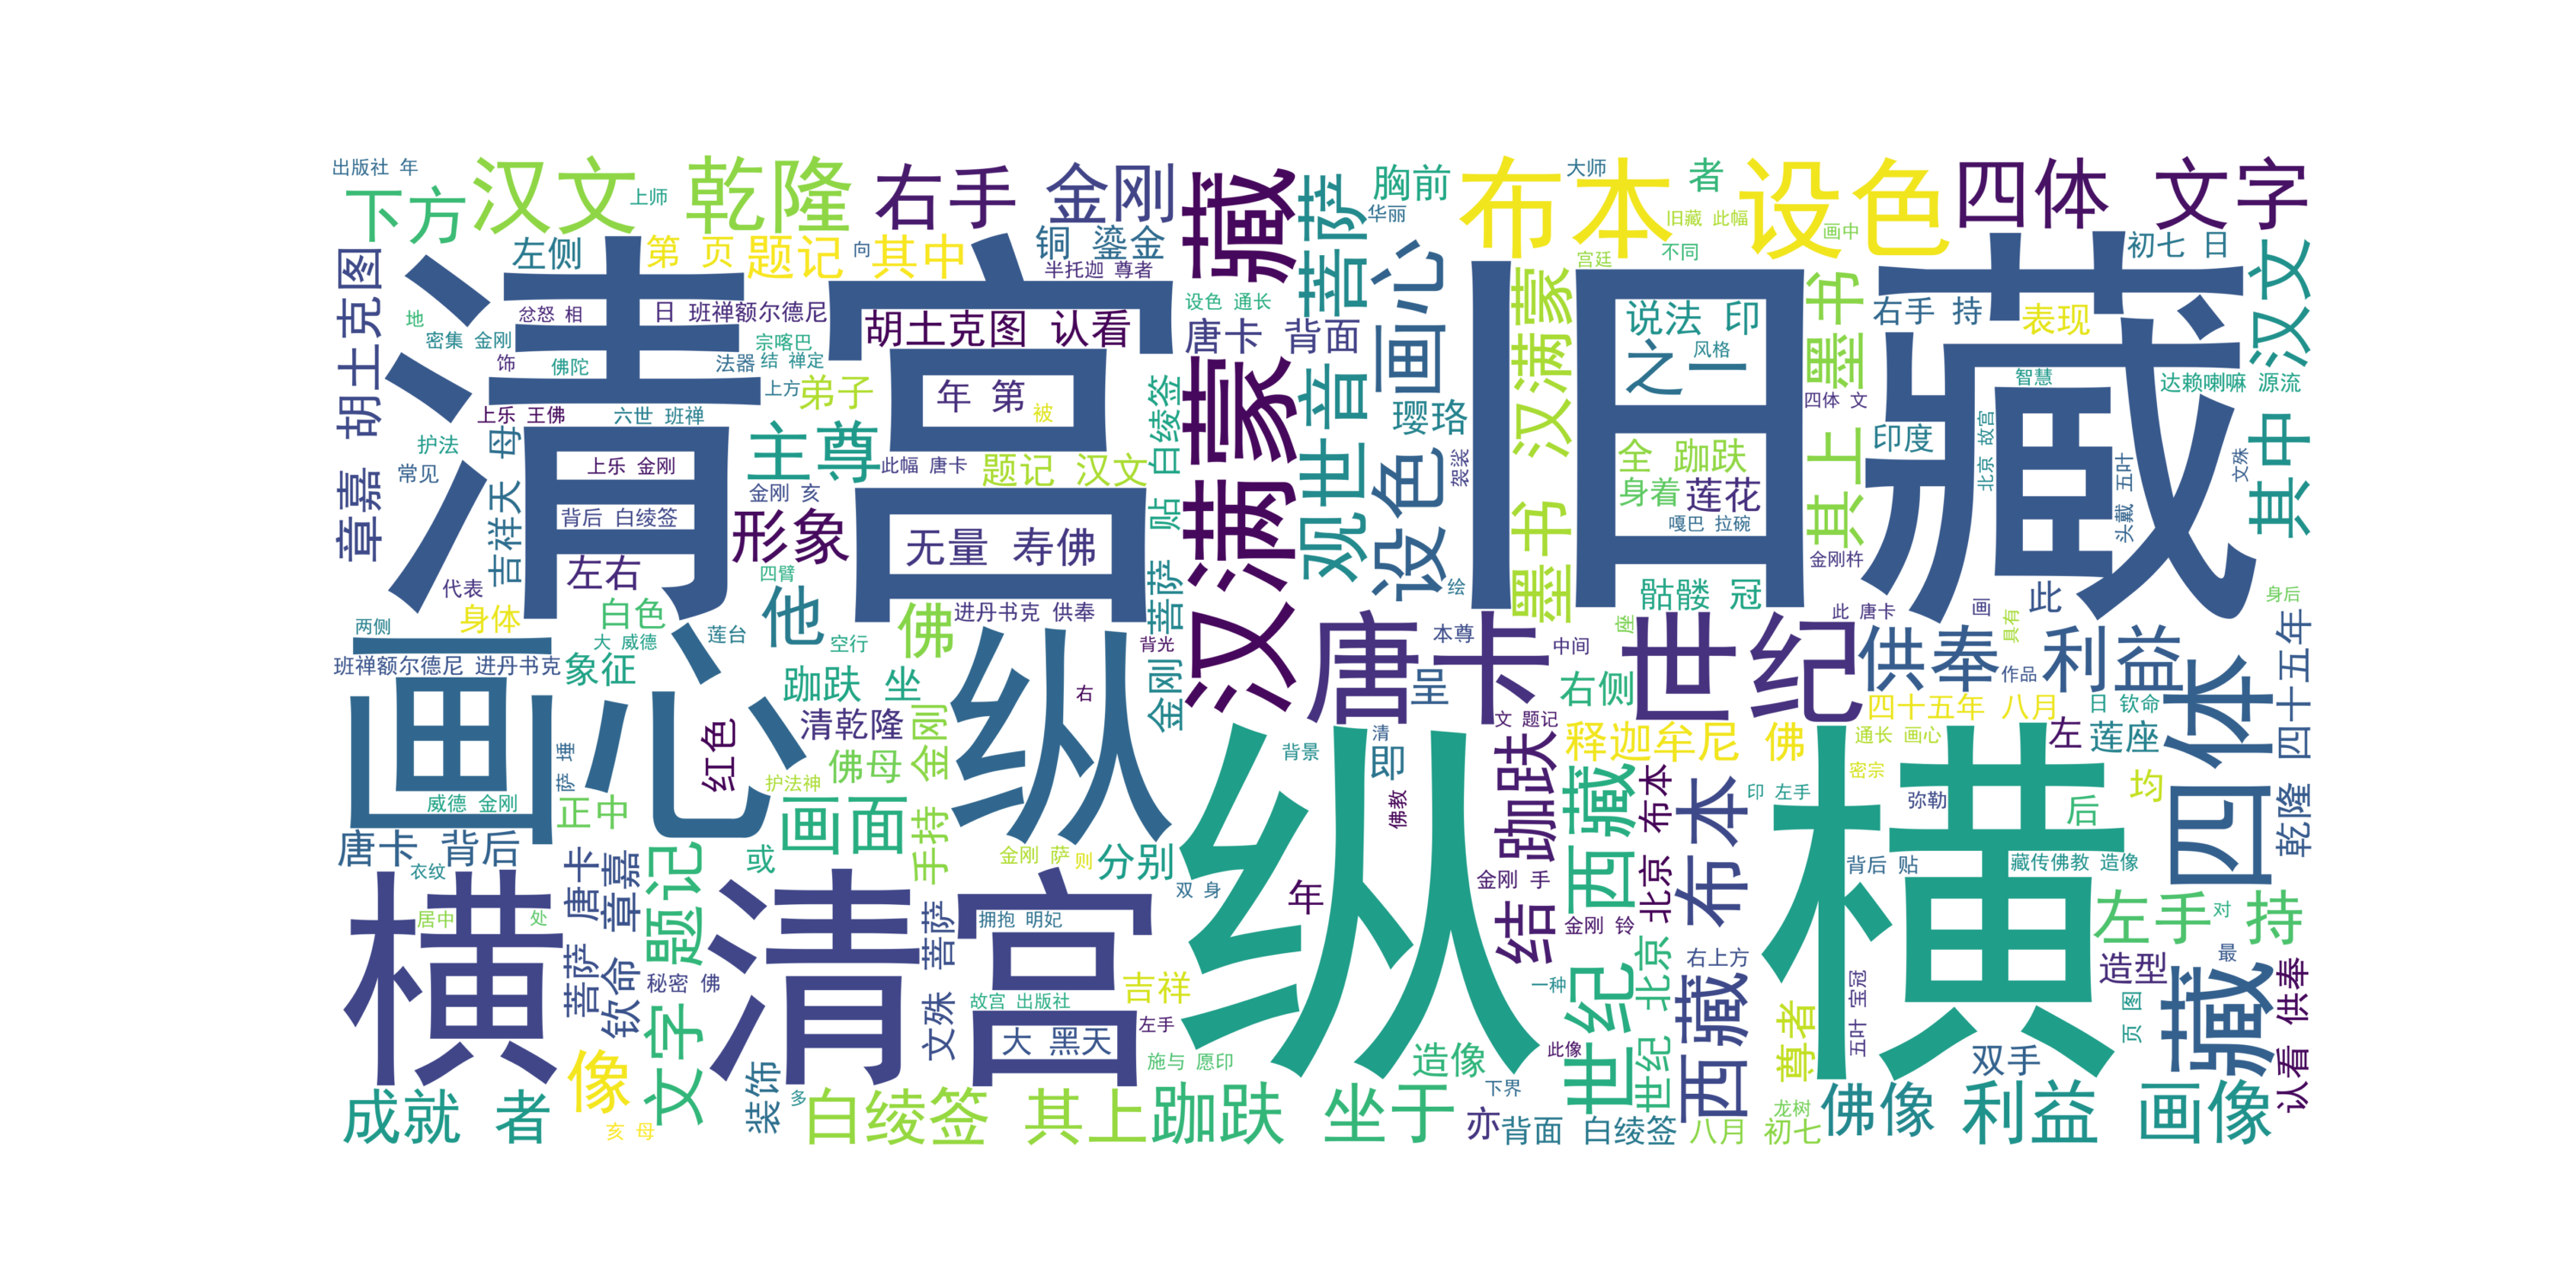 清宫 旧藏
纵 横
画心 纵
横 清宫
藏 汉满蒙
唐卡 世纪
布本 设色
四体 文字
汉文 乾隆
右手 金刚
下方
出版社 年
上师
左侧
第 页
题记 其中
向
铜 鎏金
半托迦 尊者
胡土克图 认看
日 班禅额尔德尼
忿怒 相
地
密集 金刚
饰
佛陀
宗喀巴
法器
结 禅定
上方
弟子
年 第
被
上乐 王佛
六世 班禅
护法
常见
上乐 金刚
主尊
此幅 唐卡
题记 汉文
金刚 亥
背后 白绫签
形象
无量 寿佛
左右
四臂
代表
身体
白色
他
佛
进丹书克 供奉
两侧
大 威德
莲台
空行
背光
班禅额尔德尼 进丹书克
象征
跏趺 坐
右
清乾隆
红色
佛母
护法神
威德 金刚
正中
画面
唐卡 背后
或
金刚 萨
则
分别
衣纹
居中
处
拥抱 明妃
秘密 佛
故宫 出版社
吉祥
大 黑天
左手
像
成就 者
亥 母
装饰
多
白绫签 其上
跏趺 坐于
施与 愿印
章嘉 胡土克图
吉祥天 母
萨 埵
唐卡 章嘉
菩萨 钦命
题记 文字
手持 金刚
文殊 菩萨
贴 白绫签
金刚 菩萨
观世音 菩萨
设色 画心
墨书 汉满蒙
其上 墨书
其中 汉文
四体 藏
乾隆 四十五年
认看 供奉
胸前
大师
者
华丽
旧藏 此幅
画中
不同
宫廷
初七 日
设色 通长
唐卡 背面
说法 印
之一
风格
右手 持
表现
智慧
达赖喇嘛 源流
璎珞
四体 文
袈裟
全 跏趺
身着
莲花
嘎巴 拉碗
印度
北京 故宫
头戴 五叶
文殊
金刚杵
绘
骷髅 冠
此
此 唐卡
画
具有
身后
本尊
中间
座
呈
右侧
供奉 利益
作品
四十五年 八月
日 钦命
文 题记
释迦牟尼 佛
通长 画心
左
莲座
清
背景
即
佛教
密宗
印 左手
弥勒
均
后
结 跏趺
西藏 世纪
北京 布本
西藏 布本
世纪 北京
背后 贴
藏传佛教 造像
双 身
年
金刚 手
金刚 铃
左手 持
对
最
右上方
一种
造型
五叶 宝冠
尊者
页 图
造像
此像
双手
下界
亦
背面 白绫签
龙树
八月 初七
佛像 利益
画像